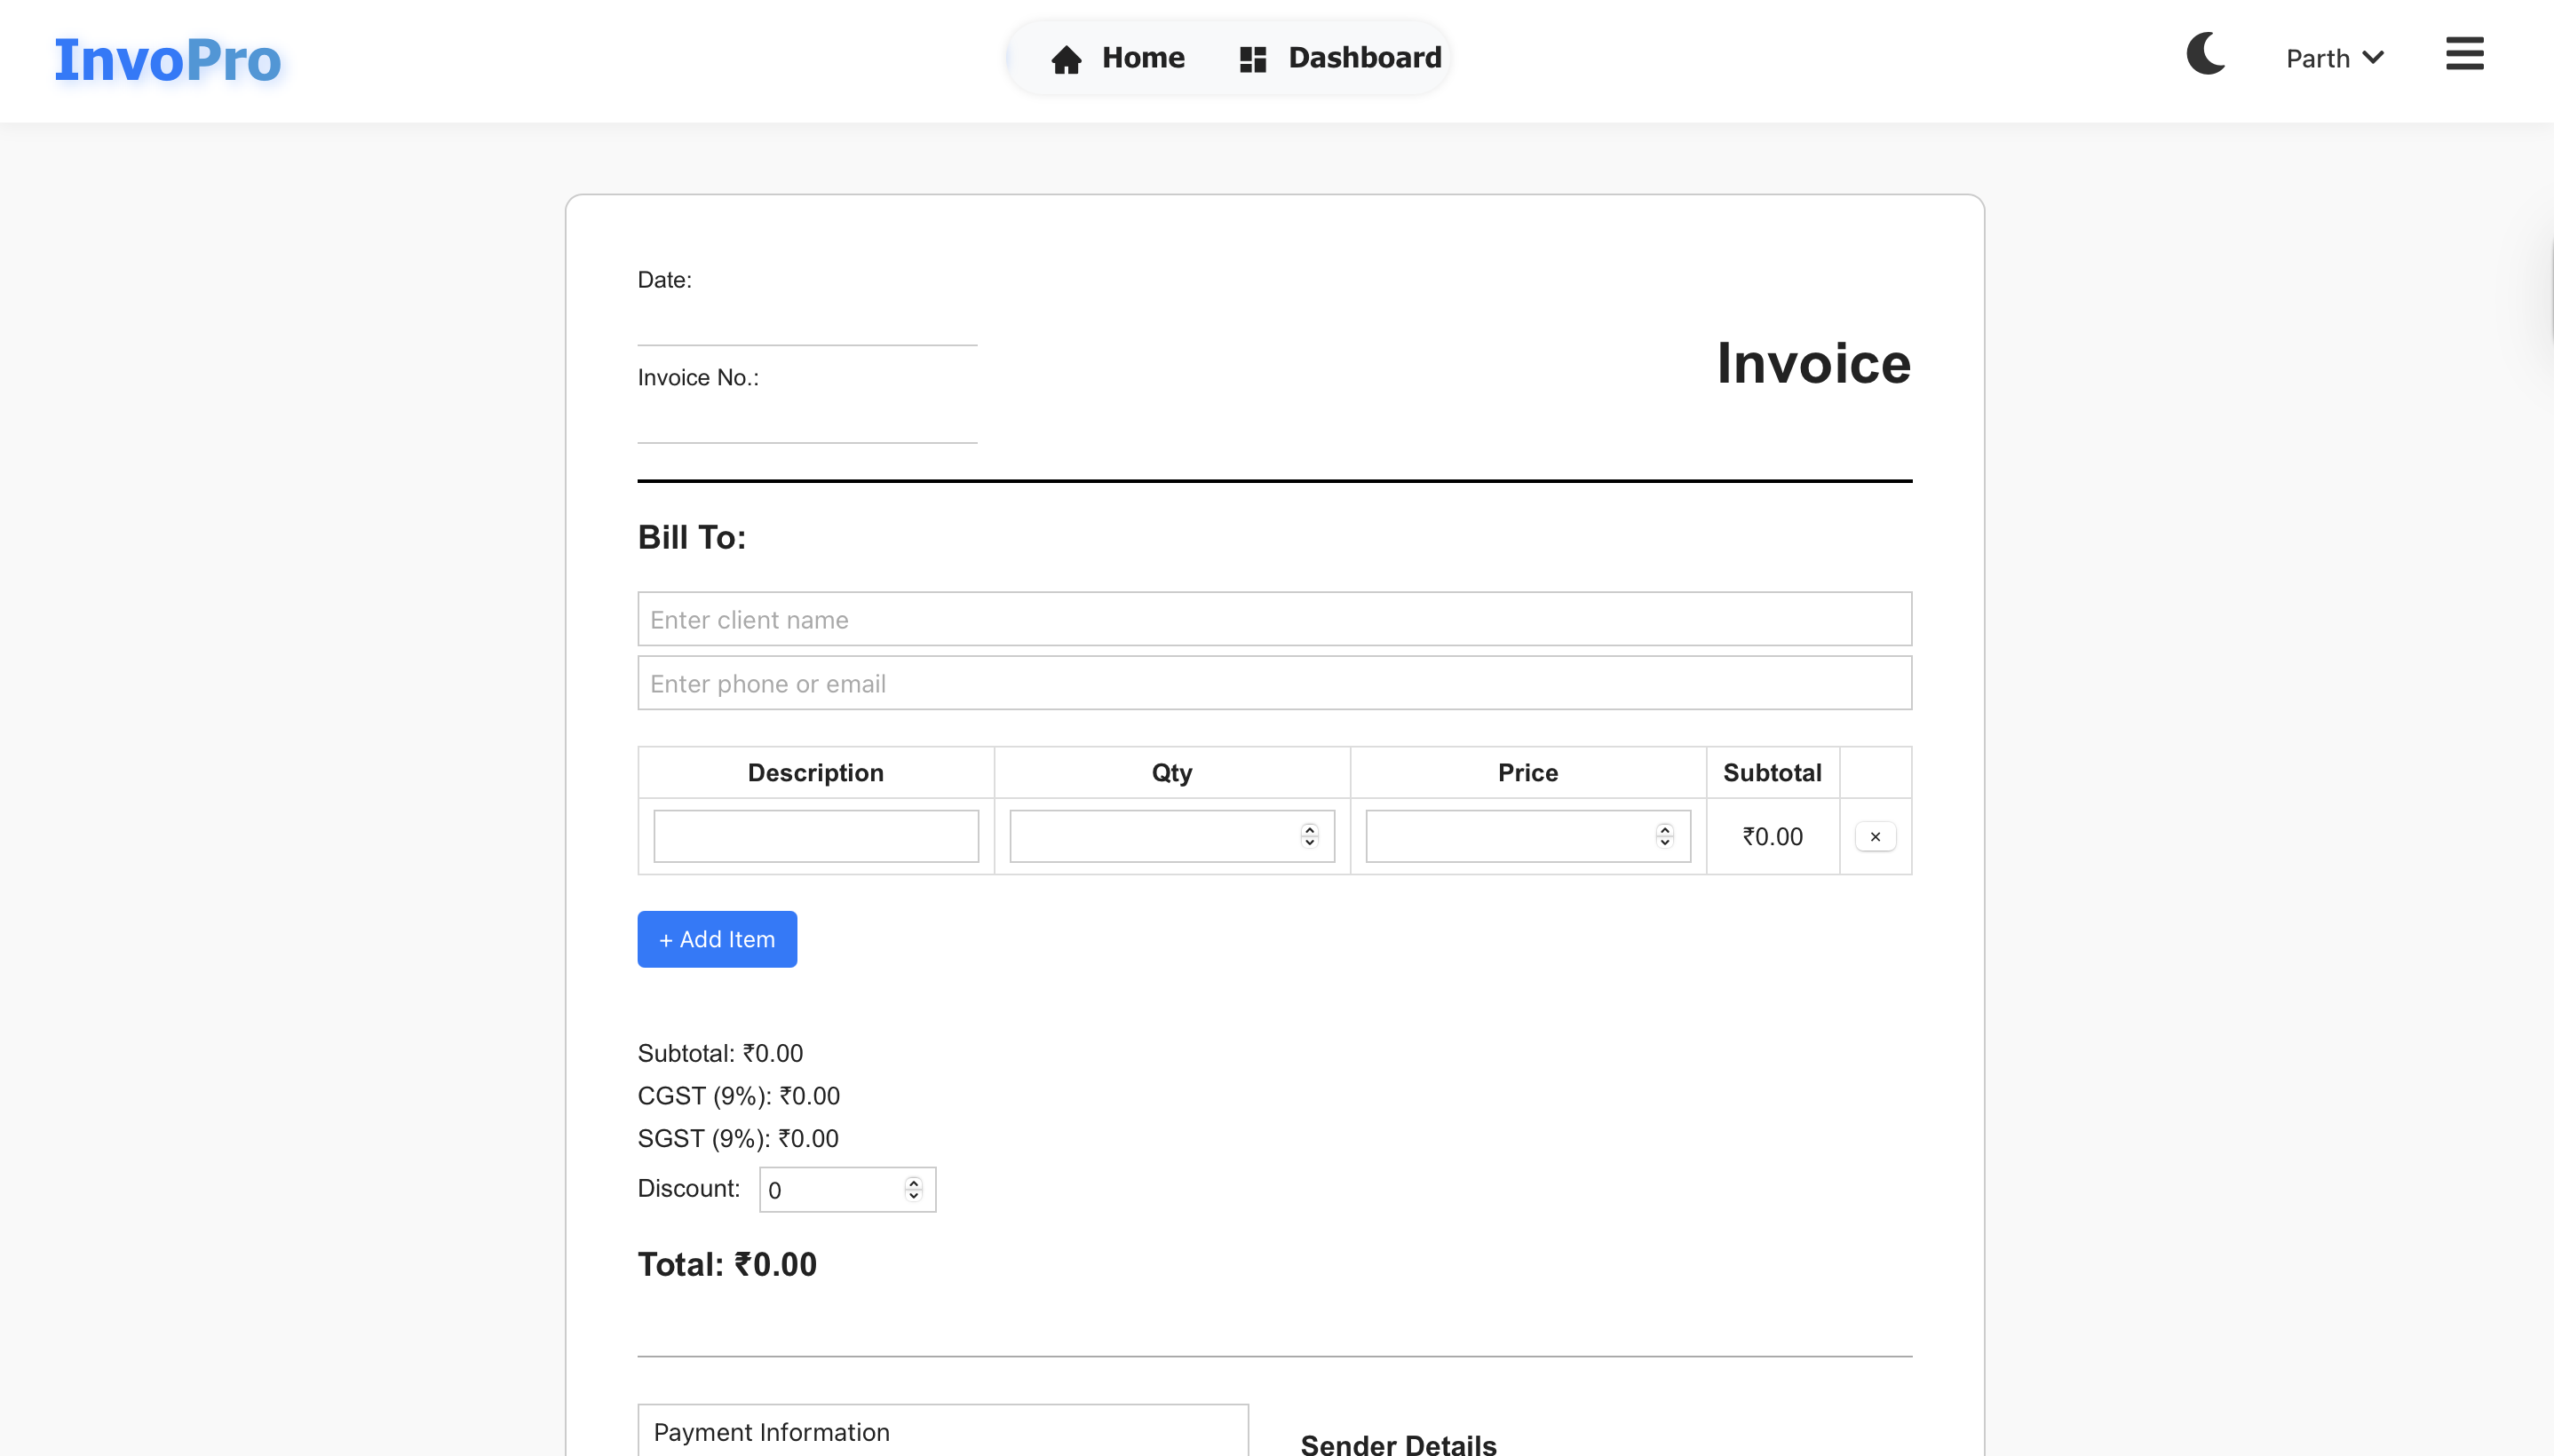 InvoPro
Home Dashboard
Parth
Date:
Invoice No.:
Invoice
Bill To:
Enter client name
Enter phone or email
Description Qty Price Subtotal
₹0.00 ×
+ Add Item
Subtotal: ₹0.00
CGST (9%): ₹0.00
SGST (9%): ₹0.00
Discount: 0
Total: ₹0.00
Payment Information
Sender Details